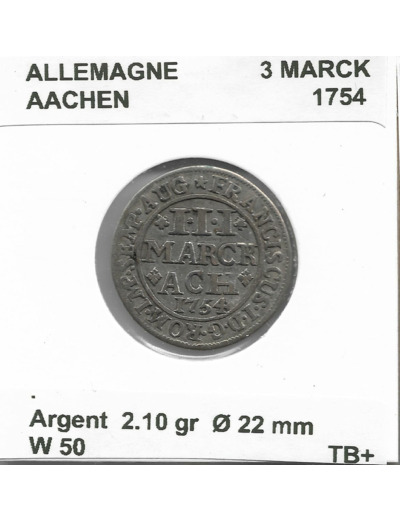 ALLEMAGNE 3 MARCK
AACHEN 1754
★FRANCISCUS·I·D·G·ROM·IMP·SEMP·AUG
I·I·I
MARCK
ACH
1754
Argent 2.10 gr Ø 22 mm
W 50 TB+